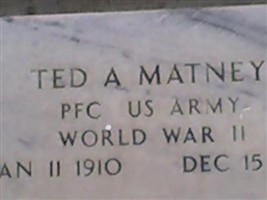 TED A MATNEY
PFC US ARMY
WORLD WAR II
AN 11 1910 DEC 15